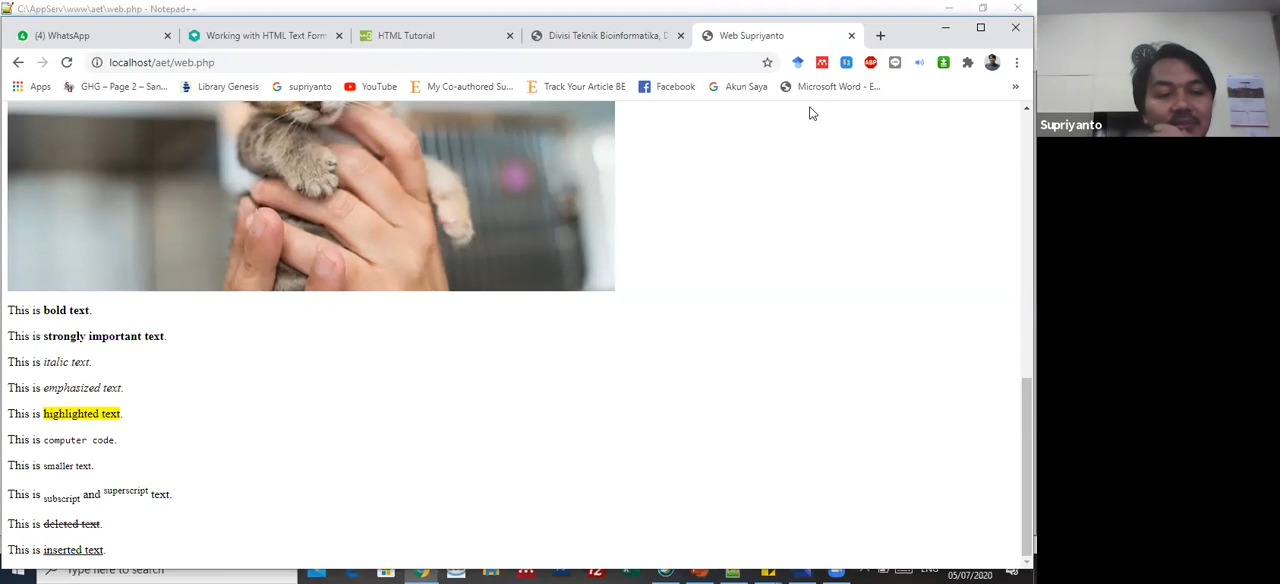 C:\AppServ\www\aet\web.php - Notepad++
(4) WhatsApp
Working with HTML Text Form
HTML Tutorial
Divisi Teknik Bioinformatika, D
Web Supriyanto
localhost/aet/web.php
Apps
GHG – Page 2 – San...
Library Genesis
supriyanto
YouTube
My Co-authored Su...
Track Your Article BE
Facebook
Akun Saya
Microsoft Word - E...
»
Supriyanto
This is bold text.
This is strongly important text.
This is italic text.
This is emphasized text.
This is highlighted text.
This is computer code.
This is smaller text.
This is subscript and superscript text.
This is deleted text.
This is inserted text.
Type here to search
ENG
05/07/2020